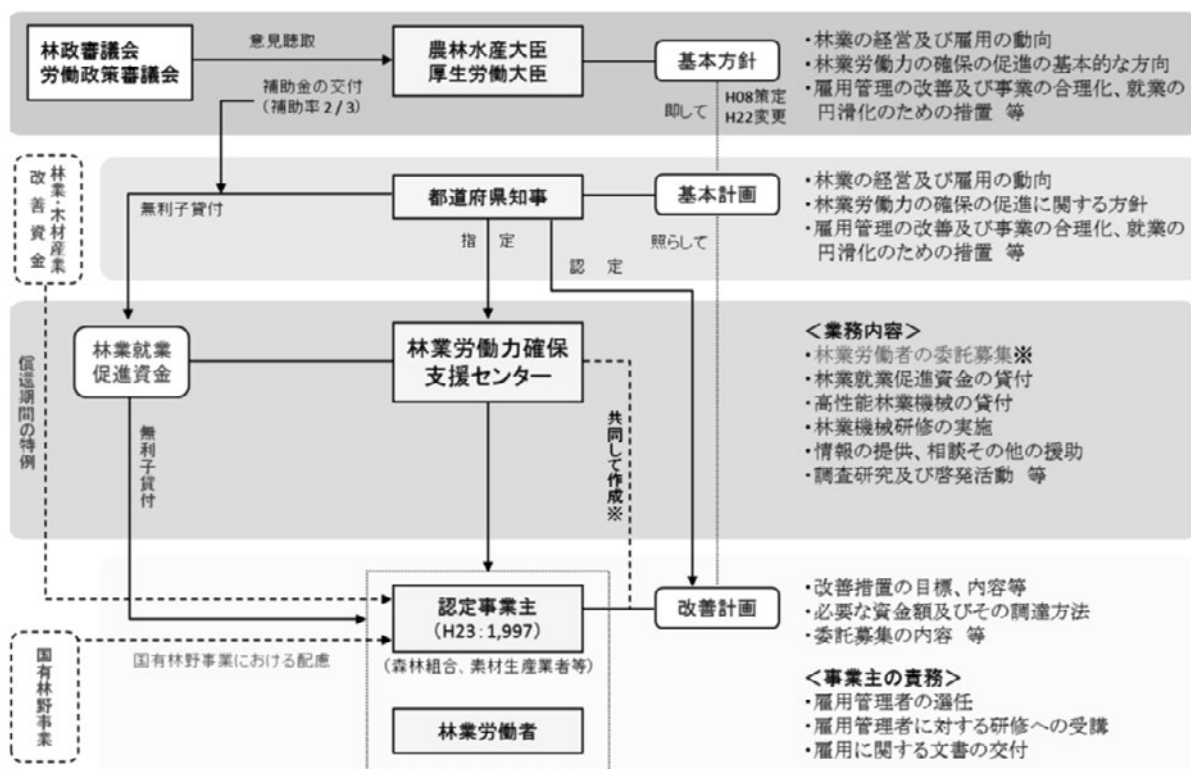 林政審議会
労働政策審議会
意見聴取
農林水産大臣
厚生労働大臣
基本方針
・林業の経営及び雇用の動向
・林業労働力の確保の促進の基本的な方向
・雇用管理の改善及び事業の合理化、就業の
円滑化のための措置 等
補助金の交付
（補助率2/3）
即して
H08策定
H22変更
林業・木材産業
改善資金
無利子貸付
都道府県知事
基本計画
・林業の経営及び雇用の動向
・林業労働力の確保の促進に関する方針
・雇用管理の改善及び事業の合理化、就業の
円滑化のための措置 等
指定
照らして
認定
林業就業
促進資金
林業労働力確保
支援センター
＜業務内容＞
・林業労働者の委託募集※
・林業就業促進資金の貸付
・高性能林業機械の貸付
・林業機械研修の実施
・情報の提供、相談その他の援助
・調査研究及び啓発活動 等
償還期間の特例
無利子貸付
共同して作成※
認定事業主
（H23：1,997）
改善計画
・改善措置の目標、内容等
・必要な資金額及びその調達方法
・委託募集の内容 等
国有林野事業
国有林野事業における配慮
（森林組合、素材生産業者等）
林業労働者
＜事業主の責務＞
・雇用管理者の選任
・雇用管理者に対する研修への受講
・雇用に関する文書の交付